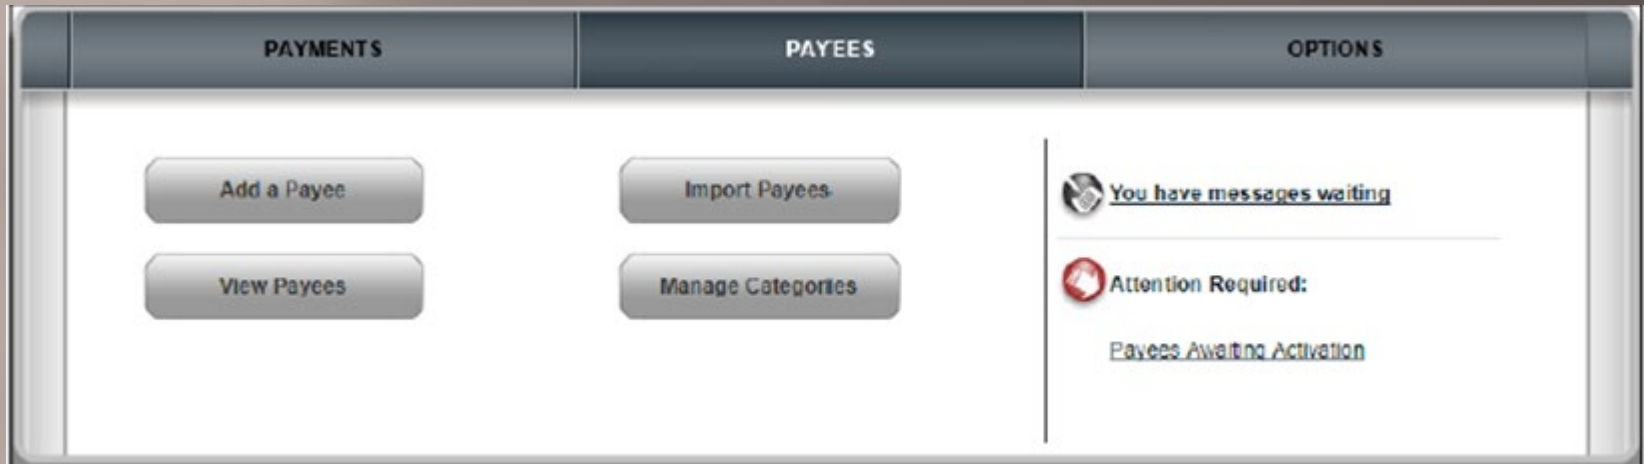 PAYMENTS
PAYEES
OPTIONS
Add a Payee
Import Payees
View Payees
Manage Categories
You have messages waiting
Attention Required:
Payees Awaiting Activation